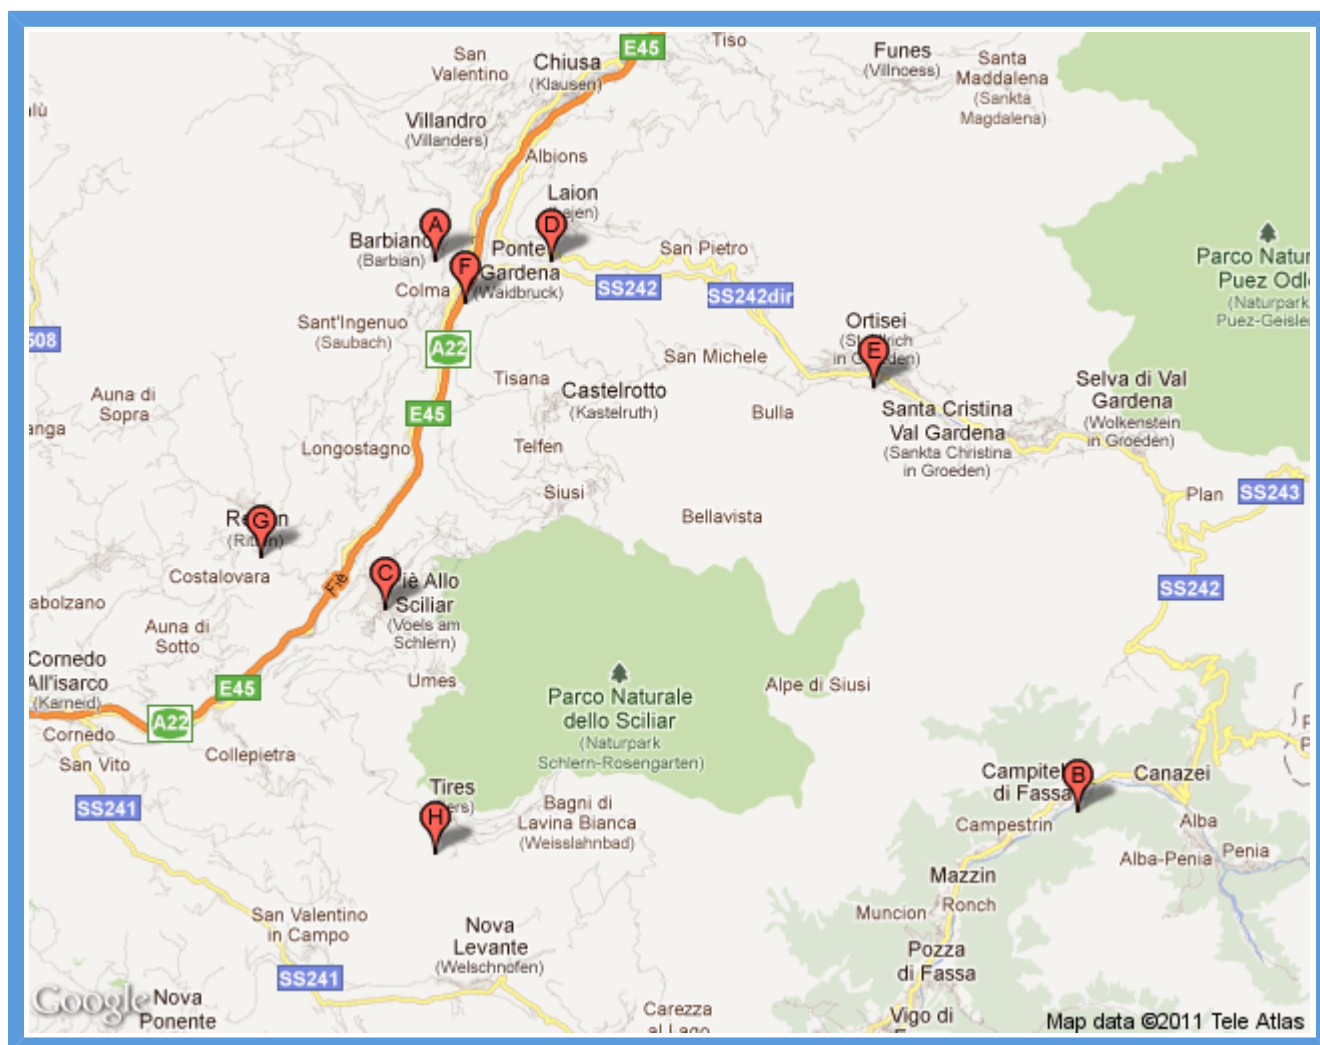 E45
Tiso
San
Valentino
Chiusa
(Klausen)
Funes
(Villnoess)
Santa
Maddalena
(Sankta
Magdalena)
Villandro
(Villanders)
Albions
Laion
A
D
Barbiano
(Barbian)
Ponte
Gardena
(Waidbruck)
F
Colma
San Pietro
SS242
SS242dir
Sant'Ingenuo
(Saubach)
A22
508
Parco
Puez
(Naturpark
Ortisei
in
E
San Michele
Tisana
Castelrotto
(Kastelruth)
Bulla
Auna di
Sopra
E45
Santa Cristina
Val Gardena
(Sankta Christina
in Groeden)
Selva di Val
Gardena
(Wolkenstein
in Groeden)
Longostagno
Telfen
Siusi
Bellavista
Plan
SS243
G
Costalovara
Fiè
C
iè Allo
Sciliar
(Voels am
Schlern)
SS242
abolzano
Auna di
Sotto
Cornedo
All'isarco
(Karneid)
E45
A22
Umes
Parco Naturale
dello Sciliar
(Naturpark
Schlern-Rosengarten)
Alpe di Siusi
Cornedo
San Vito
Collepietra
SS241
Tires
H
Bagni di
Lavina Bianca
(Weisslahnbad)
di Fassa
B
Canazei
Campestrin
Alba
Alba-Penia
Penia
Mazzin
Muncion
Ronch
San Valentino
in Campo
Nova
Levante
(Welschnofen)
Pozza
di Fassa
SS241
Google
Nova
Ponente
Carezza
al Lago
Vigo di
Map data ©2011 Tele Atlas